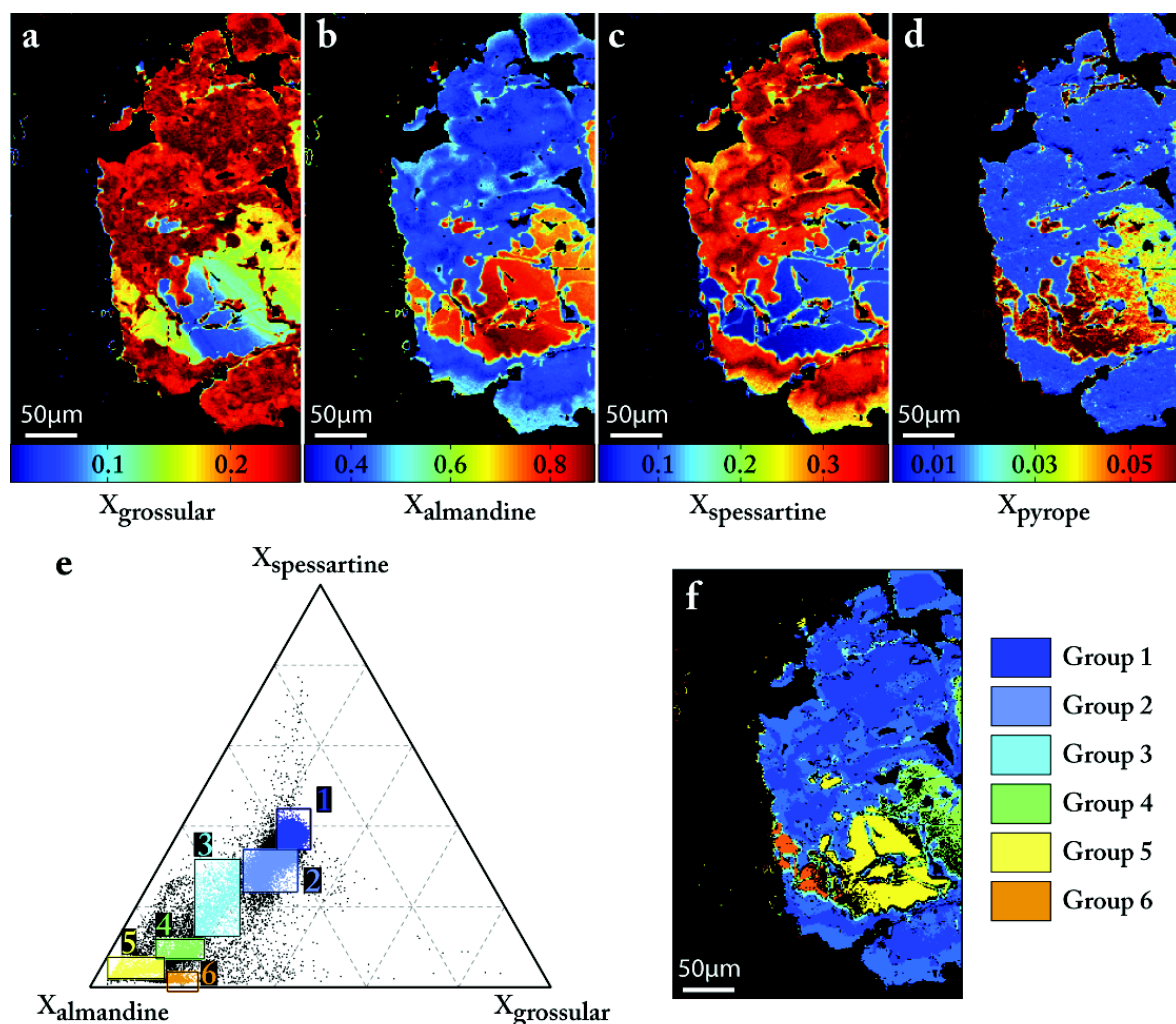 a b c d
50μm 50μm 50μm 50μm
0.1 0.2 0.4 0.6 0.8 0.1 0.2 0.3 0.01 0.03 0.05
Xgrossular Xalmandine Xspessartine Xpyrope
e
Xspessartine
f
Group 1
Group 2
Group 3
Group 4
Group 5
Group 6
1
3
2
4
5
6
50μm
Xalmandine Xgrossular